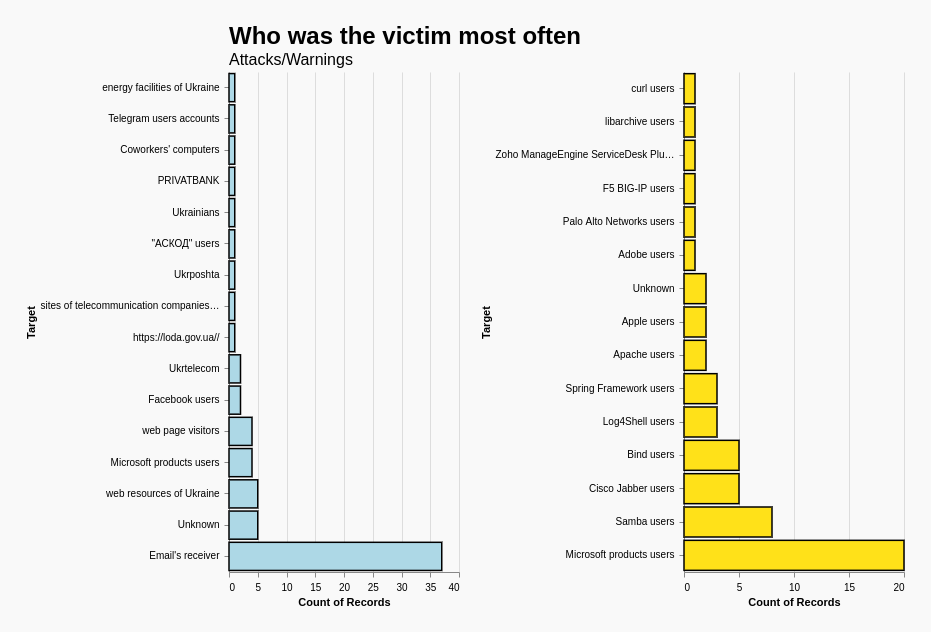 Who was the victim most often
Attacks/Warnings
Target
energy facilities of Ukraine
Telegram users accounts
Coworkers' computers
PRIVATBANK
Ukrainians
"АСКОД" users
Ukrposhta
sites of telecommunication companies…
https://loda.gov.ua//
Ukrtelecom
Facebook users
web page visitors
Microsoft products users
web resources of Ukraine
Unknown
Email's receiver
0 5 10 15 20 25 30 35 40
Count of Records
Target
curl users
libarchive users
Zoho ManageEngine ServiceDesk Plu…
F5 BIG-IP users
Palo Alto Networks users
Adobe users
Unknown
Apple users
Apache users
Spring Framework users
Log4Shell users
Bind users
Cisco Jabber users
Samba users
Microsoft products users
0 5 10 15 20
Count of Records